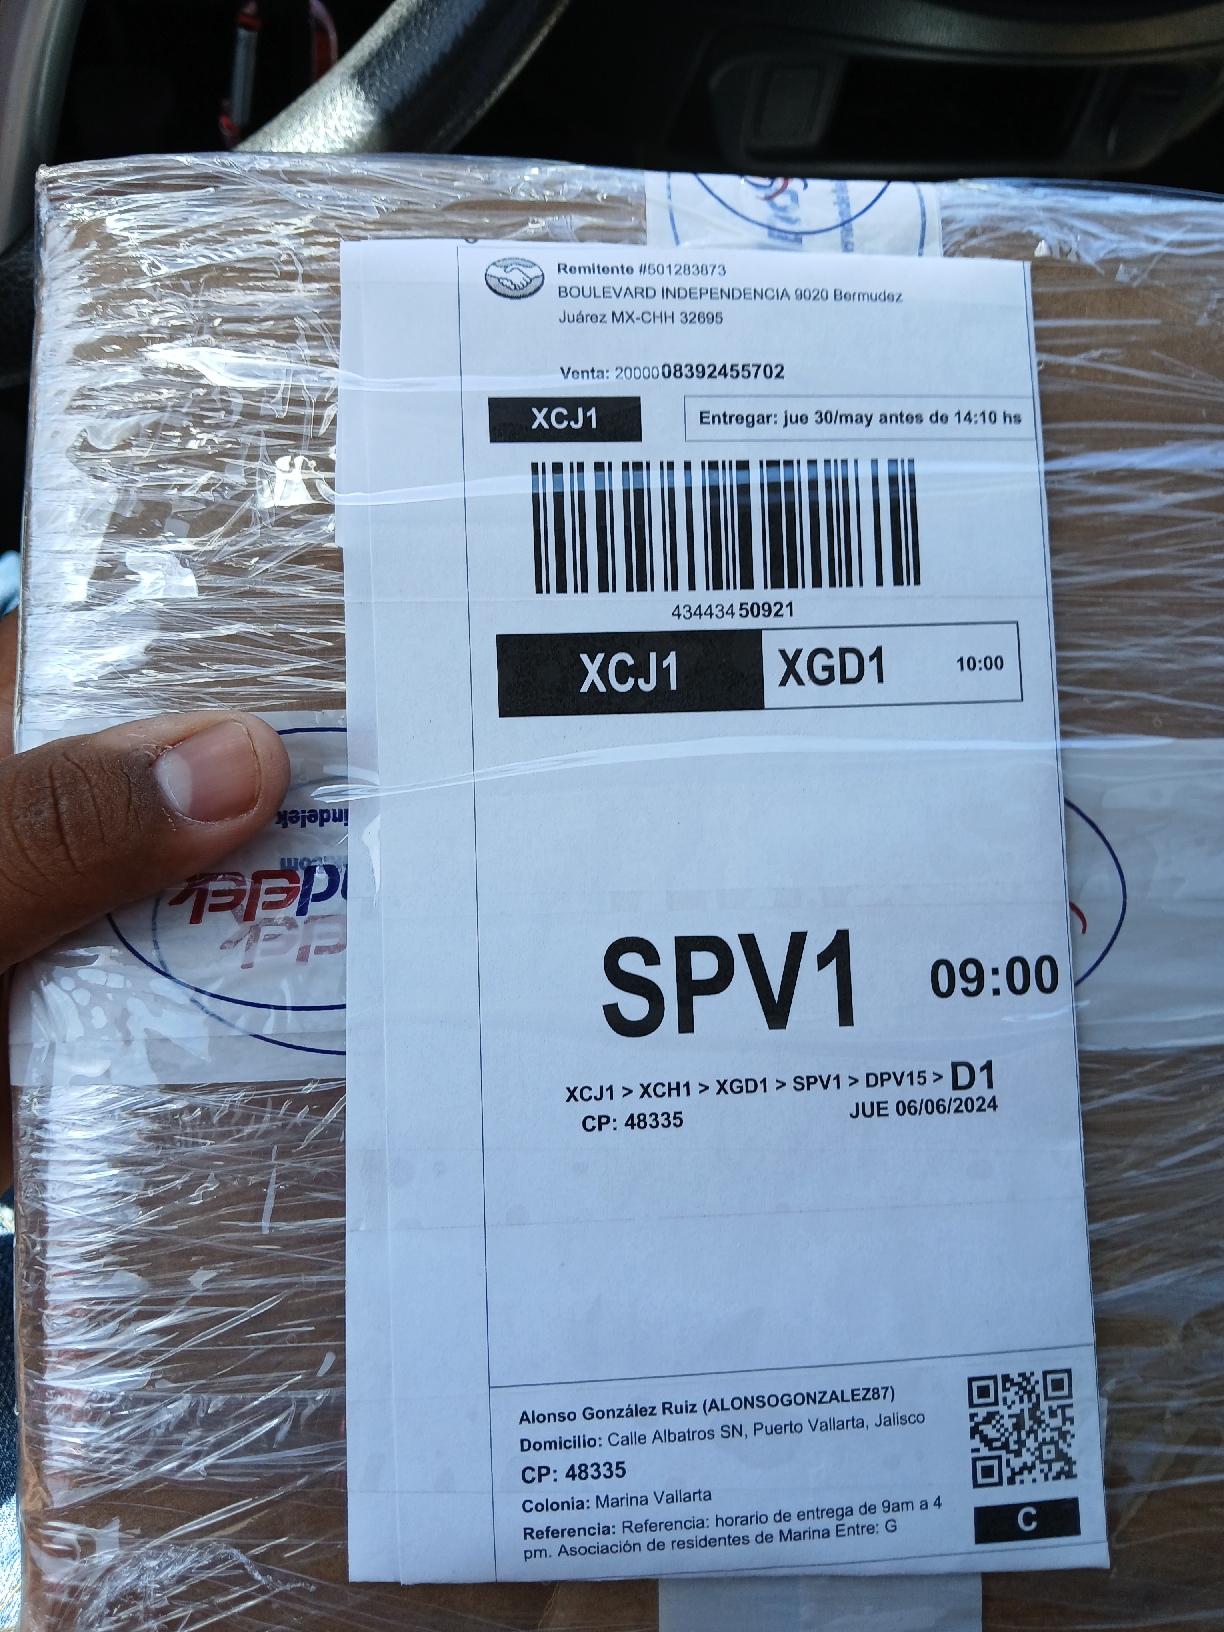 Remitente #501283873
BOULEVARD INDEPENDENCIA 9020 Bermudez
Juárez MX-CHH 32695
Venta: 2000008392455702
XCJ1
Entregar: jue 30/may antes de 14:10 hs
43443450921
XCJ1 XGD1 10:00
SPV1 09:00
XCJ1 > XCH1 > XGD1 > SPV1 > DPV15 > D1
CP: 48335 JUE 06/06/2024
Alonso González Ruiz (ALONSOGONZALEZ87)
Domicilio: Calle Albatros SN, Puerto Vallarta, Jalisco
CP: 48335
Colonia: Marina Vallarta
Referencia: Referencia: horario de entrega de 9am a 4
pm. Asociación de residentes de Marina Entre: G
C